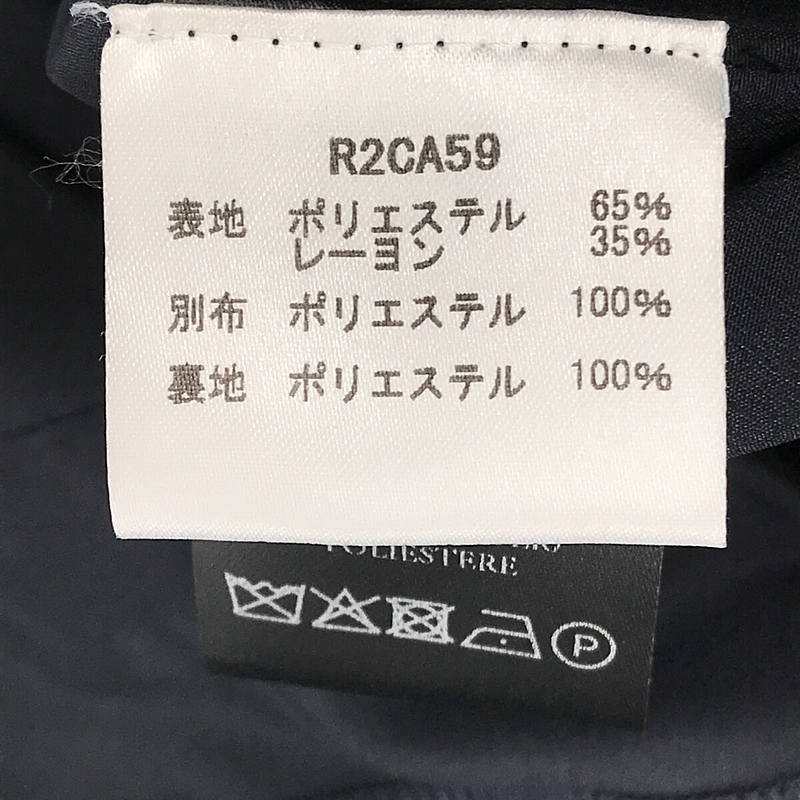 R2CA59
表地 ポリエステル 65%
レーヨン 35%
別布 ポリエステル 100%
裏地 ポリエステル 100%
POLIESTERE
P